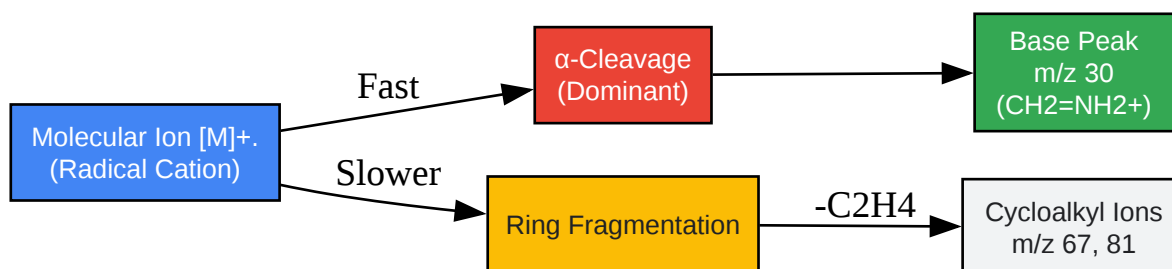 Molecular Ion [M]+.
(Radical Cation)
Fast
α-Cleavage
(Dominant)
Base Peak
m/z 30
(CH2=NH2+)
Slower
Ring Fragmentation
-C2H4
Cycloalkyl Ions
m/z 67, 81